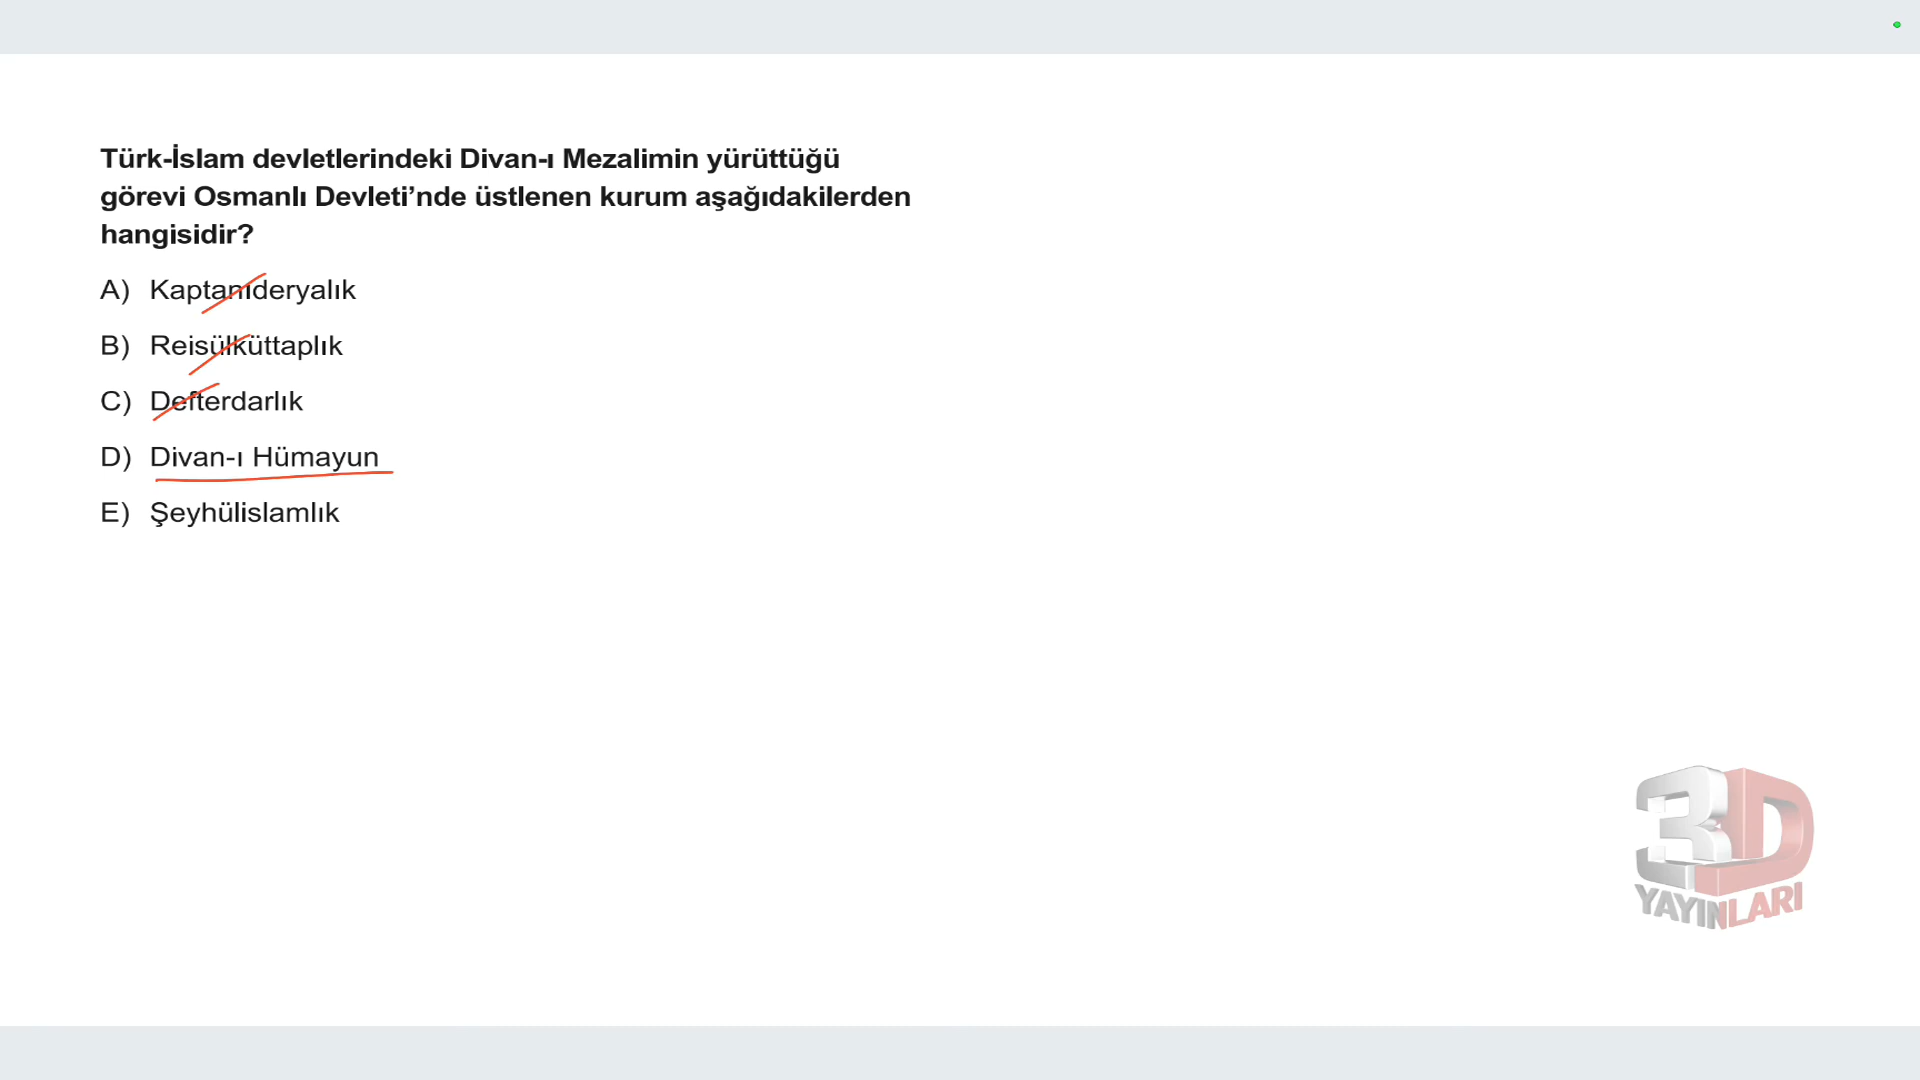 Türk-İslam devletlerindeki Divan-ı Mezalimin yürüttüğü
görevi Osmanlı Devleti’nde üstlenen kurum aşağıdakilerden
hangisidir?
A) Kaptanıderyalık
B) Reisülküttaplık
C) Defterdarlık
D) Divan-ı Hümayun
E) Şeyhülislamlık
3D
YAYINLARI